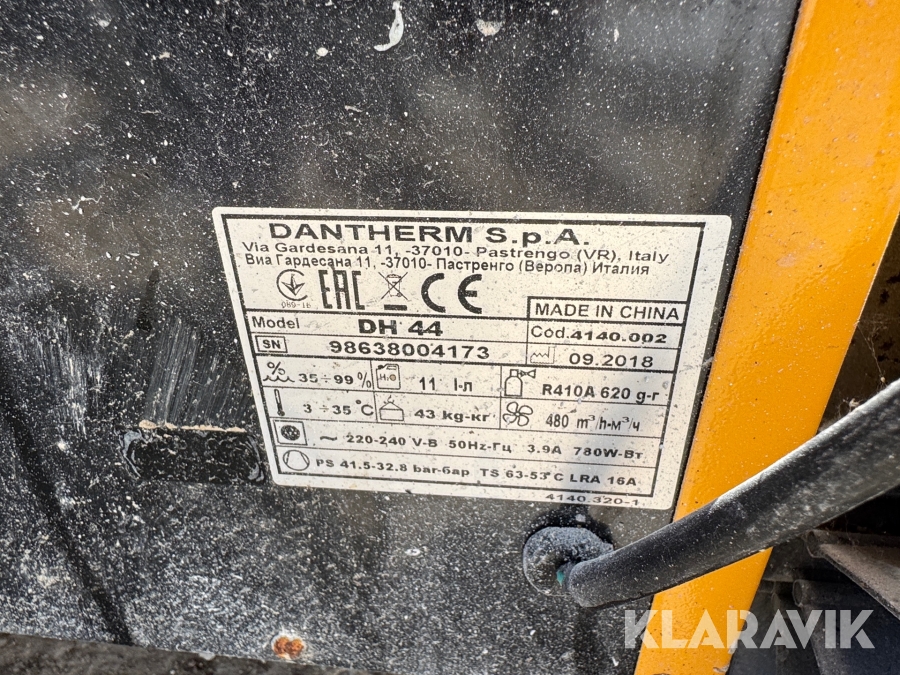 DANTHERM S.p.A.
Via Gardesana 11, -37010- Pastrengo (VR), Italy
Виа Гардесана 11, -37010- Пастренго (Верона) Италия
089-16 EAC CE
MADE IN CHINA
Model DH 44 Cod.4140.002
SN 98638004173 09.2018
% 35÷99% H2O 11 l-л R410A 620 g-г
3÷35°C 43 kg-кг 480 m³/h-м³/ч
~ 220-240 V-В 50Hz-Гц 3.9A 780W-Вт
PS 41.5-32.8 bar-бар TS 63-53°C LRA 16A
4140.320-1
KLARAVIK